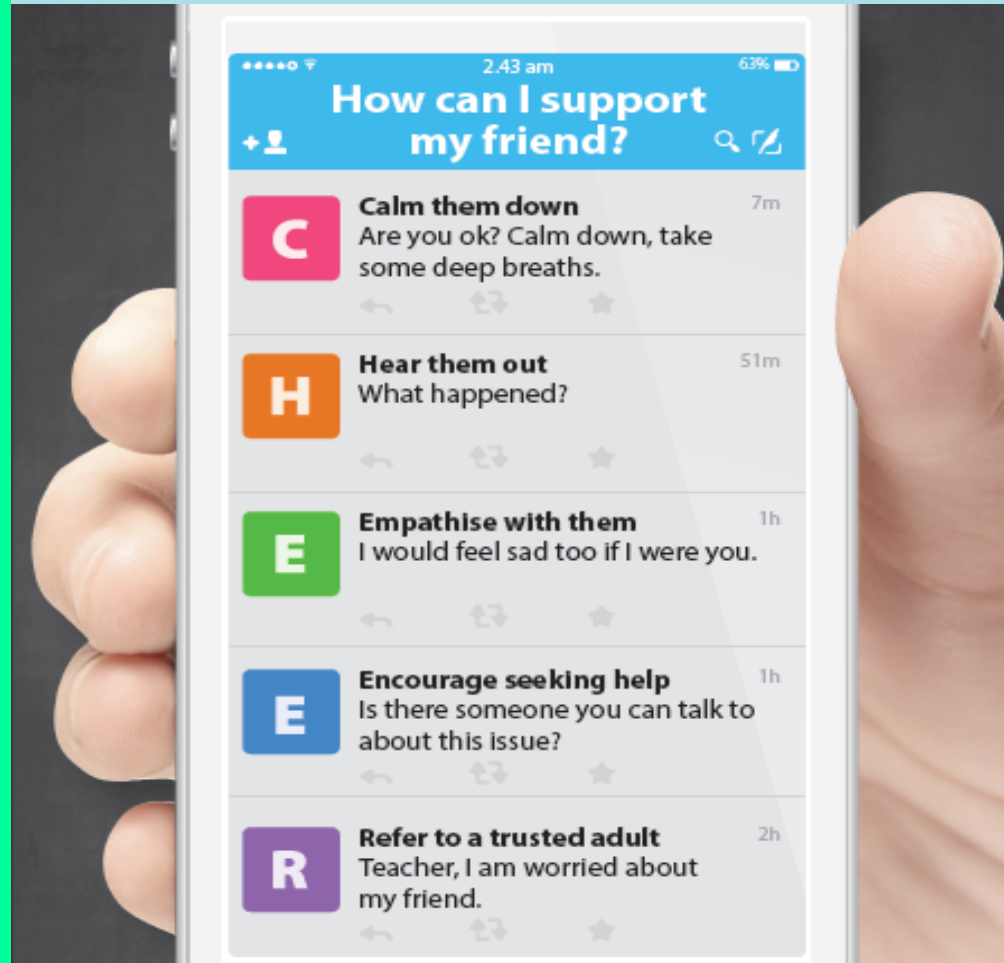 2.43 am
63%
How can I support
my friend?
C
Calm them down
7m
Are you ok? Calm down, take
some deep breaths.
H
Hear them out
51m
What happened?
E
Empathise with them
1h
I would feel sad too if I were you.
E
Encourage seeking help
1h
Is there someone you can talk to
about this issue?
R
Refer to a trusted adult
2h
Teacher, I am worried about
my friend.